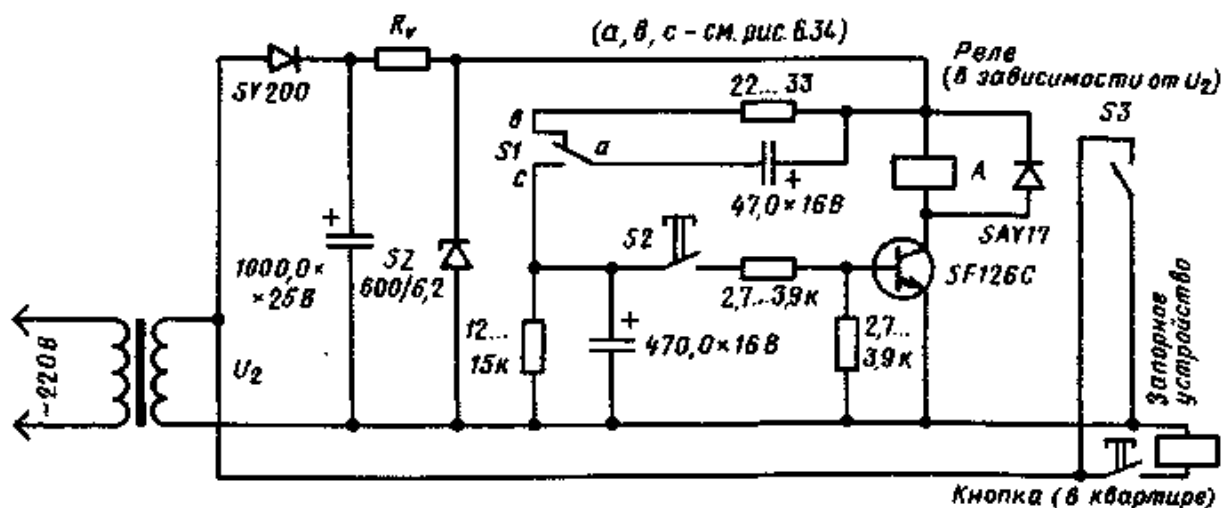 Rv
(а, в, с - см. рис. 6.34)
Реле
(в зависимости от U2)
SY200
22... 33
S3
в
S1
а
с
+
47,0×16В
А
SAY17
+
1000,0×
×25В
SZ
600/6,2
S2
SF126C
2,7...3,9к
12...
15к
+
470,0×16В
2,7...
3,9к
~220В
U2
Запорное
устройство
Кнопка (в квартире)